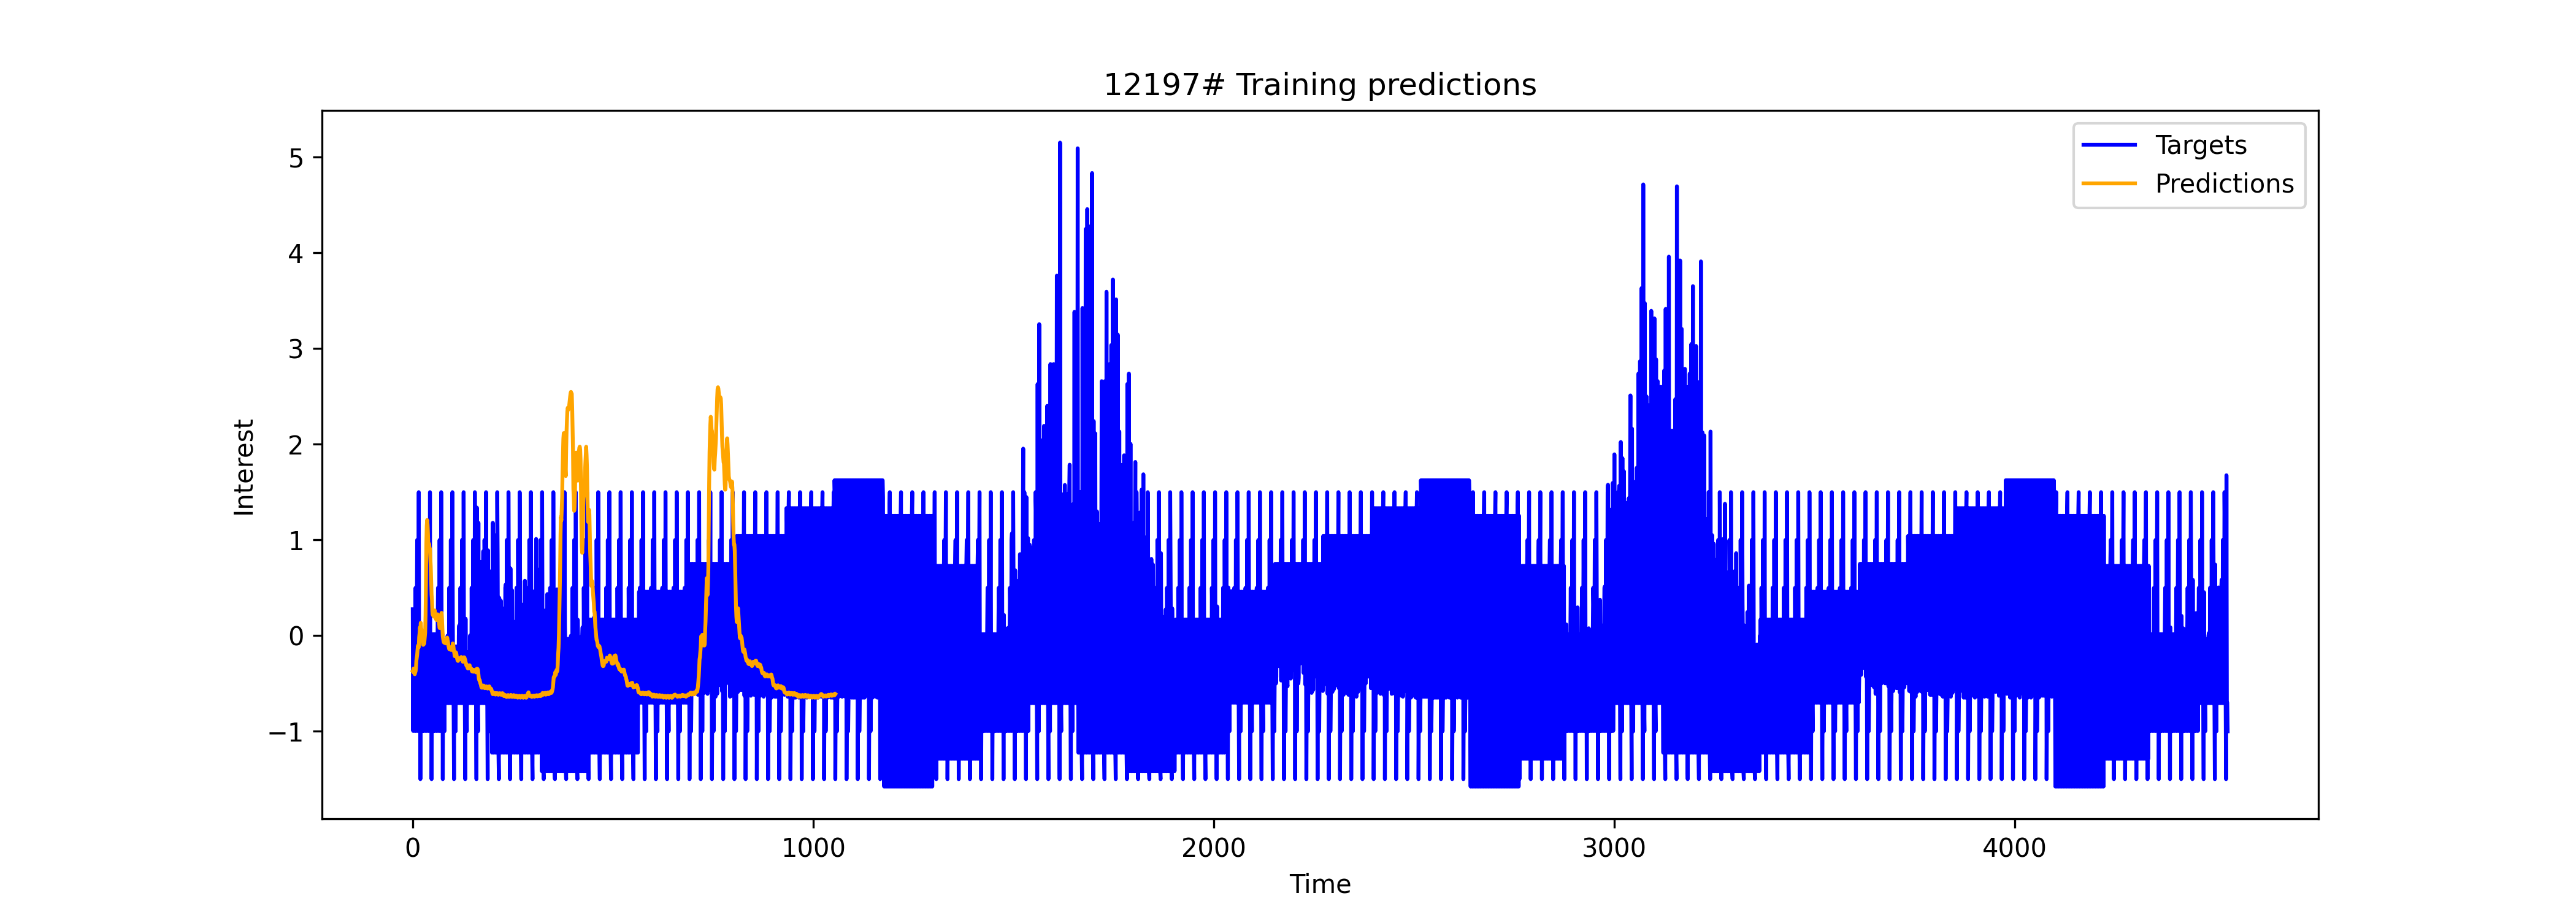 12197# Training predictions
Targets
Predictions
5
4
3
2
1
0
−1
Interest
0
1000
2000
3000
4000
Time